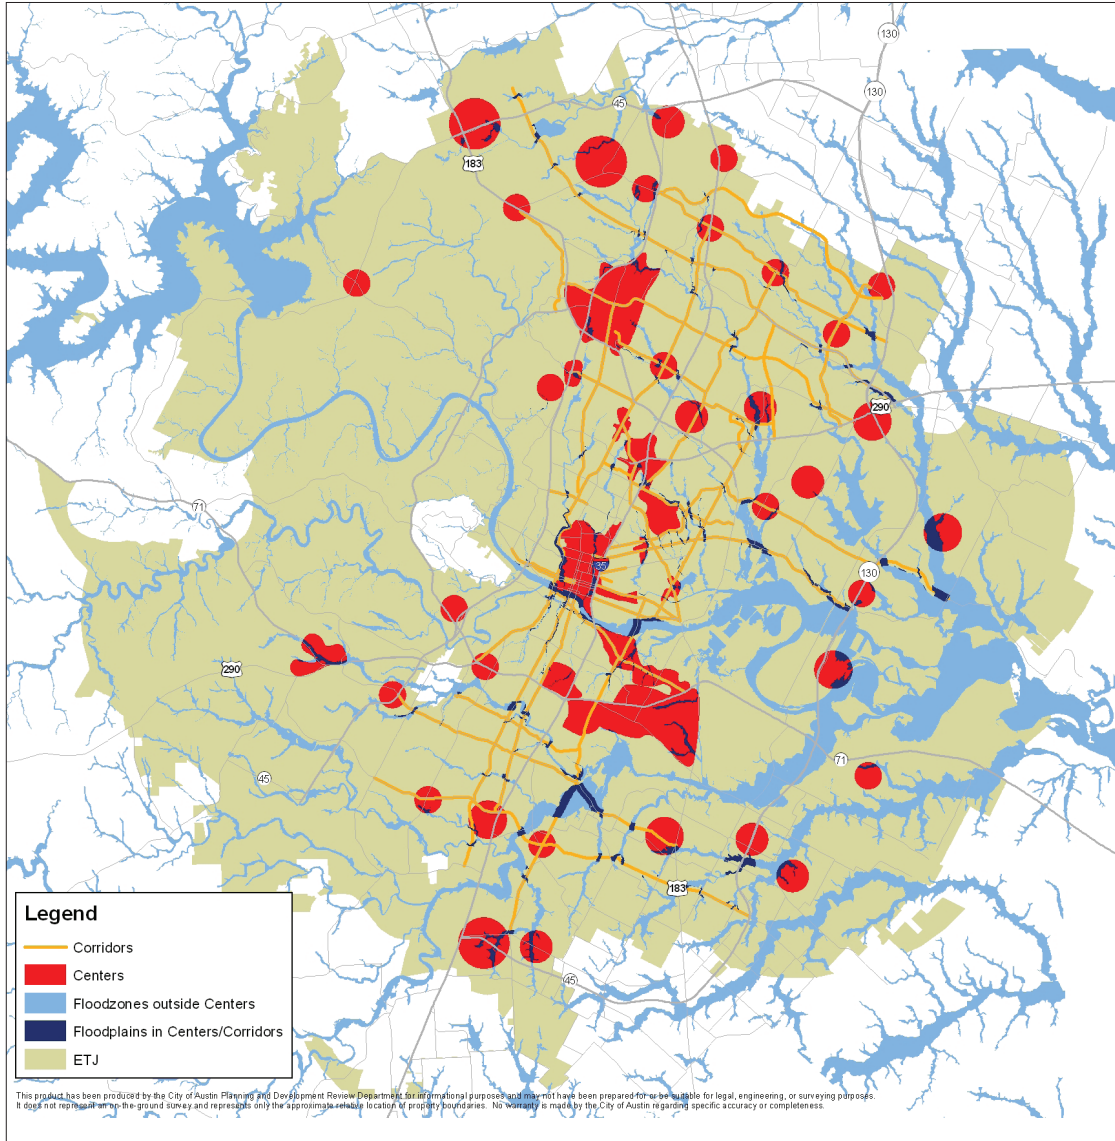 130
130
45
183
290
71
35
130
290
71
45
183
45
Legend
Corridors
Centers
Floodzones outside Centers
Floodplains in Centers/Corridors
ETJ
This product has been produced by the City of Austin Planning and Development Review Department for informational purposes and may not have been prepared for or be suitable for legal, engineering, or surveying purposes.
It does not represent an on-the-ground survey and represents only the approximate relative location of property boundaries. No warranty is made by the City of Austin regarding specific accuracy or completeness.